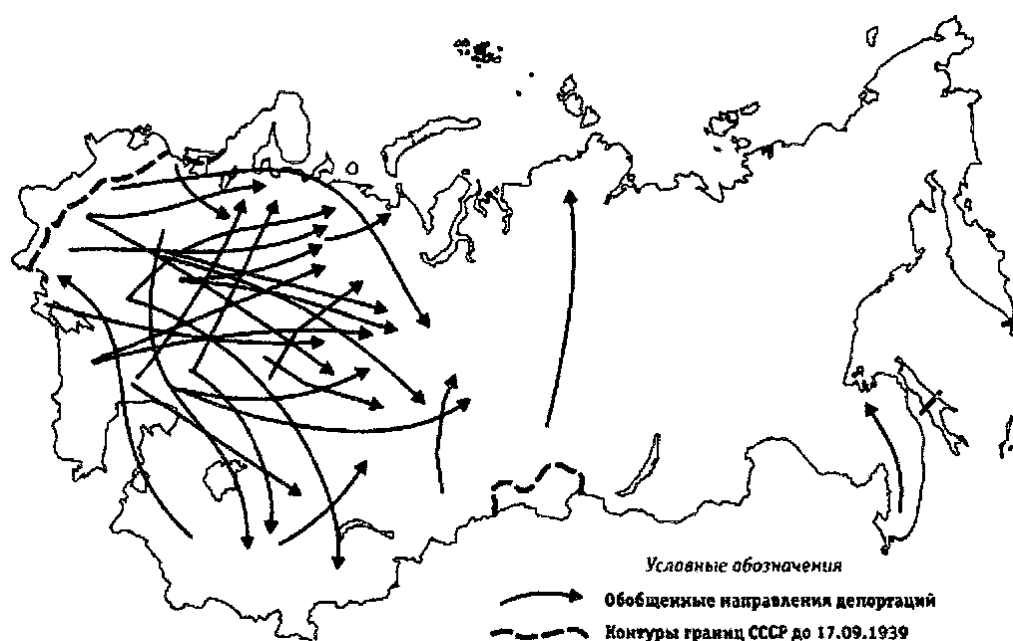 Условные обозначения
Обобщенные направления депортаций
Контуры границ СССР до 17.09.1939